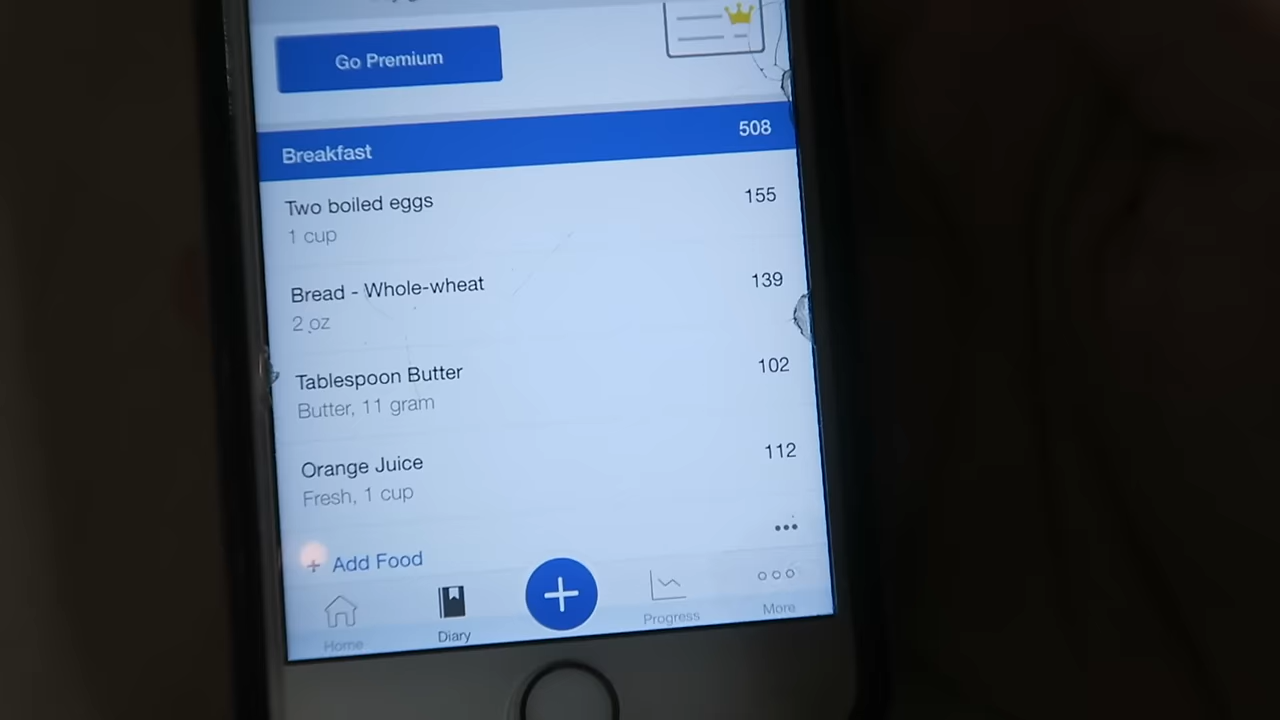 Go Premium
Breakfast 508
Two boiled eggs 155
1 cup
Bread - Whole-wheat 139
2 oz
Tablespoon Butter 102
Butter, 11 gram
Orange Juice 112
Fresh, 1 cup
+ Add Food
Home Diary Progress More